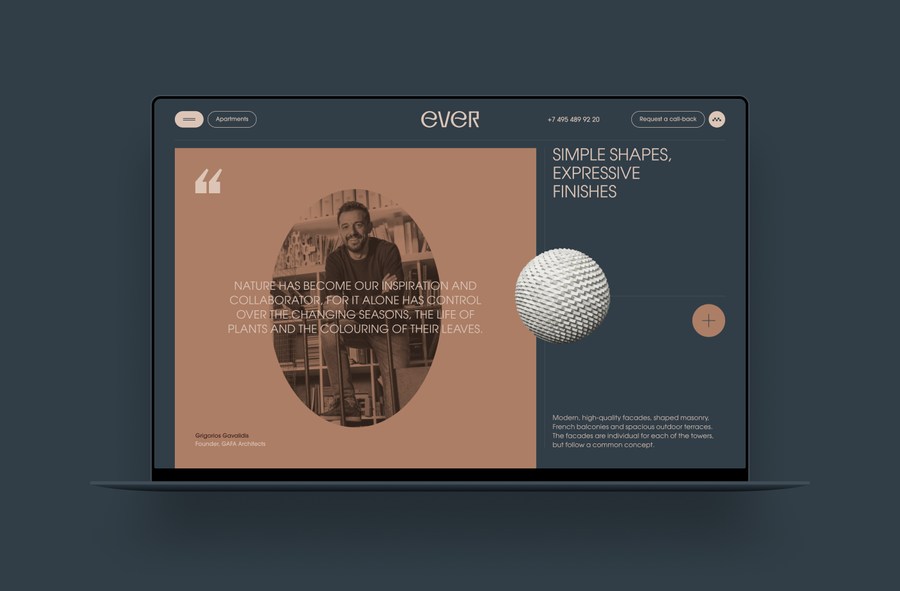 Apartments
ever
+7 495 489 92 20
Request a call-back
SIMPLE SHAPES,
EXPRESSIVE
FINISHES
“
NATURE HAS BECOME OUR INSPIRATION AND
COLLABORATOR, FOR IT ALONE HAS CONTROL
OVER THE CHANGING SEASONS, THE LIFE OF
PLANTS AND THE COLOURING OF THEIR LEAVES.
Grigorios Gavalidis
Founder, GAFA Architects
Modern, high-quality facades, shaped masonry,
French balconies and spacious outdoor terraces.
The facades are individual for each of the towers,
but follow a common concept.